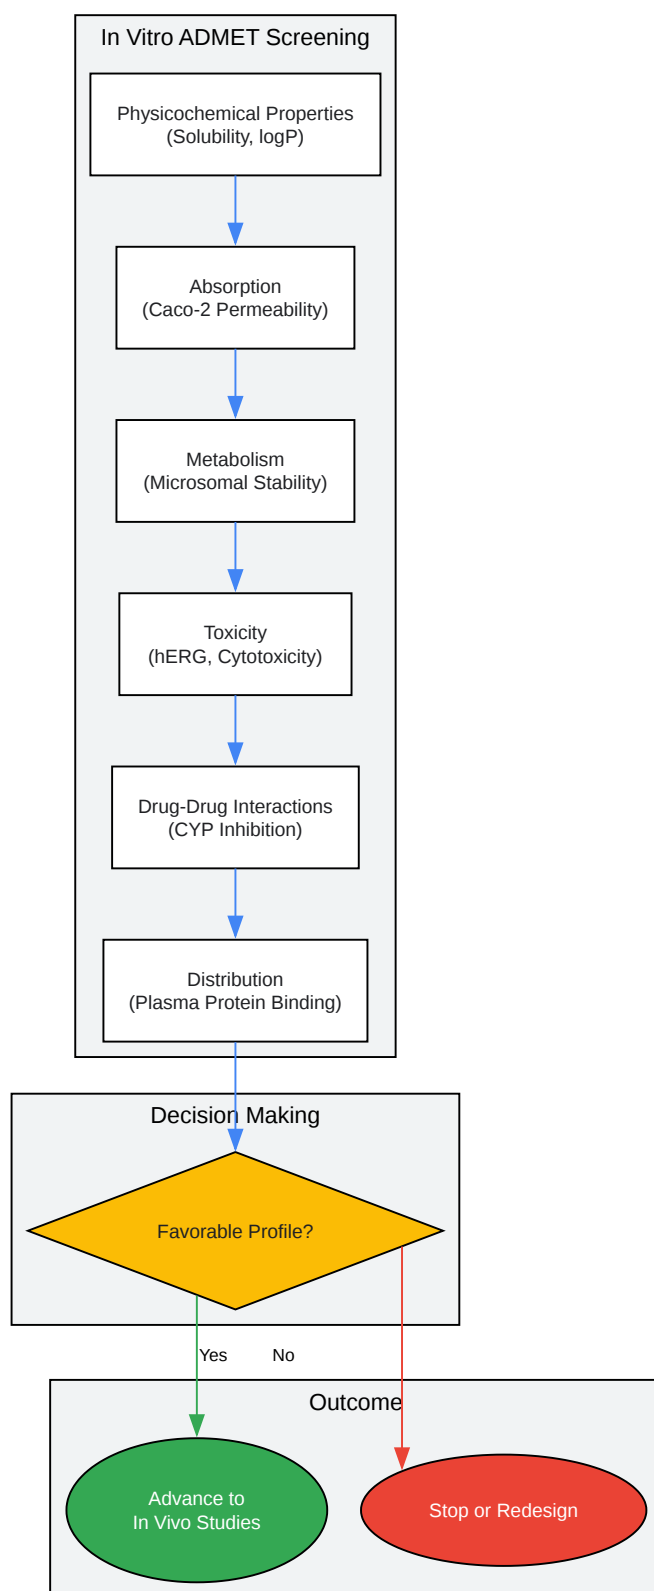 In Vitro ADMET Screening
Physicochemical Properties
(Solubility, logP)
Absorption
(Caco-2 Permeability)
Metabolism
(Microsomal Stability)
Toxicity
(hERG, Cytotoxicity)
Drug-Drug Interactions
(CYP Inhibition)
Distribution
(Plasma Protein Binding)
Decision Making
Favorable Profile?
Yes
No
Outcome
Advance to
In Vivo Studies
Stop or Redesign